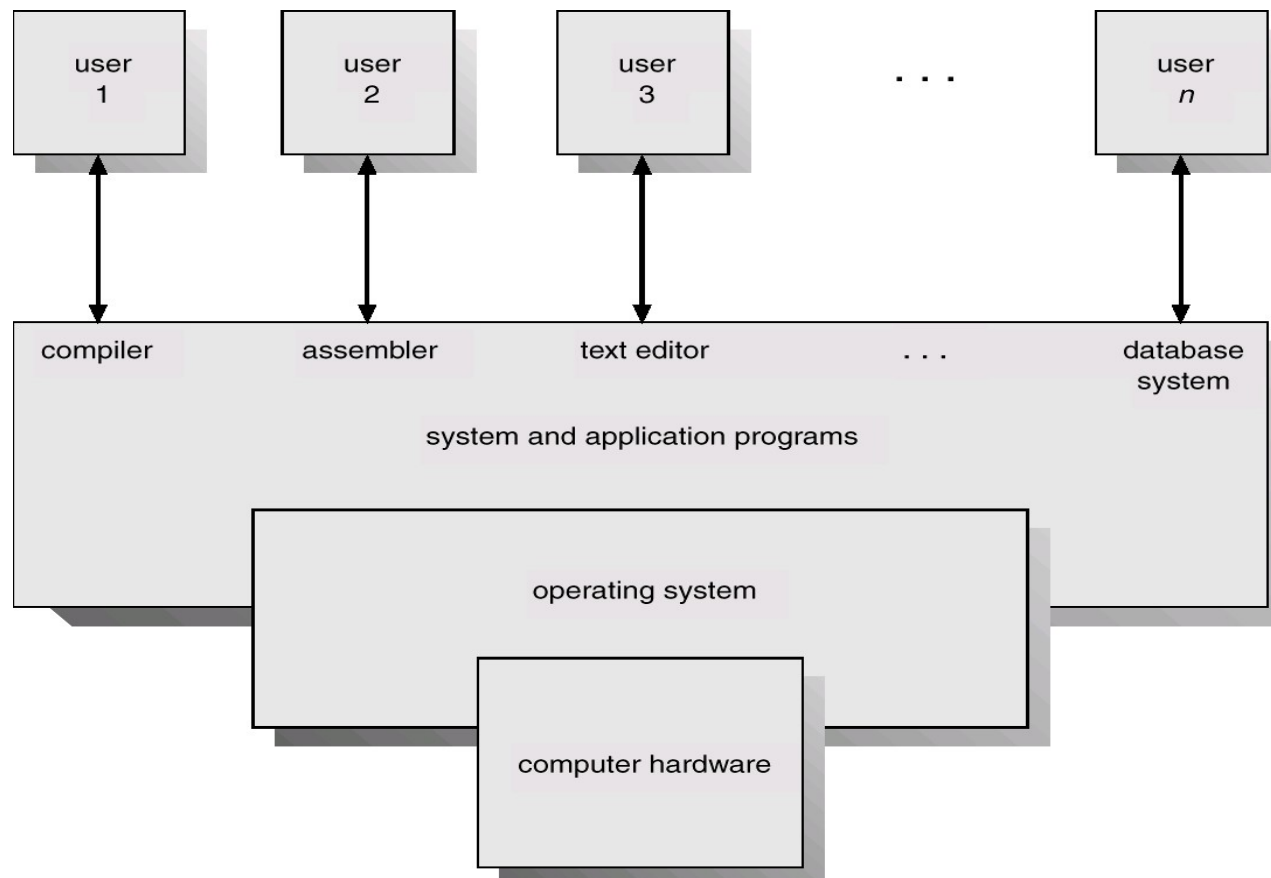 user
1
user
2
user
3
. . .
user
n
compiler
assembler
text editor
. . .
database
system
system and application programs
operating system
computer hardware